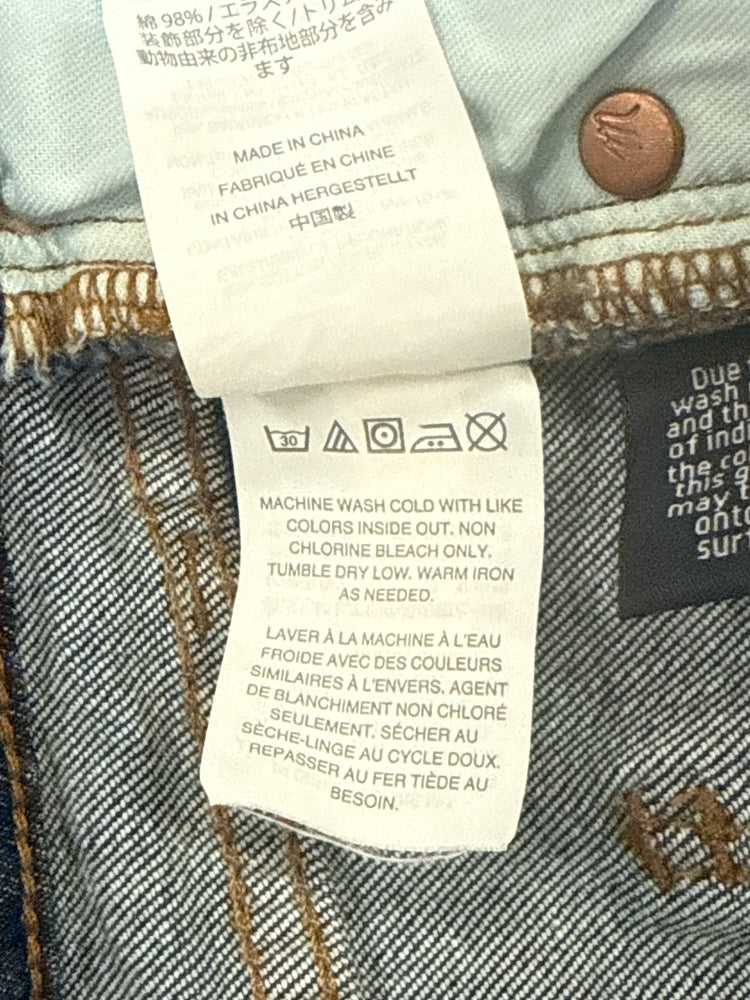 綿 98% / エラス
装飾部分を除く/トリム
動物由来の非布地部分を含み
ます
MADE IN CHINA
FABRIQUÉ EN CHINE
IN CHINA HERGESTELLT
中国製
30
MACHINE WASH COLD WITH LIKE
COLORS INSIDE OUT. NON
CHLORINE BLEACH ONLY.
TUMBLE DRY LOW. WARM IRON
AS NEEDED.
LAVER À LA MACHINE À L'EAU
FROIDE AVEC DES COULEURS
SIMILAIRES À L'ENVERS. AGENT
DE BLANCHIMENT NON CHLORÉ
SEULEMENT. SÉCHER AU
SÈCHE-LINGE AU CYCLE DOUX.
REPASSER AU FER TIÈDE AU
BESOIN.
Due
wash
and th
of indi
the co
this g
may t
onto
surf